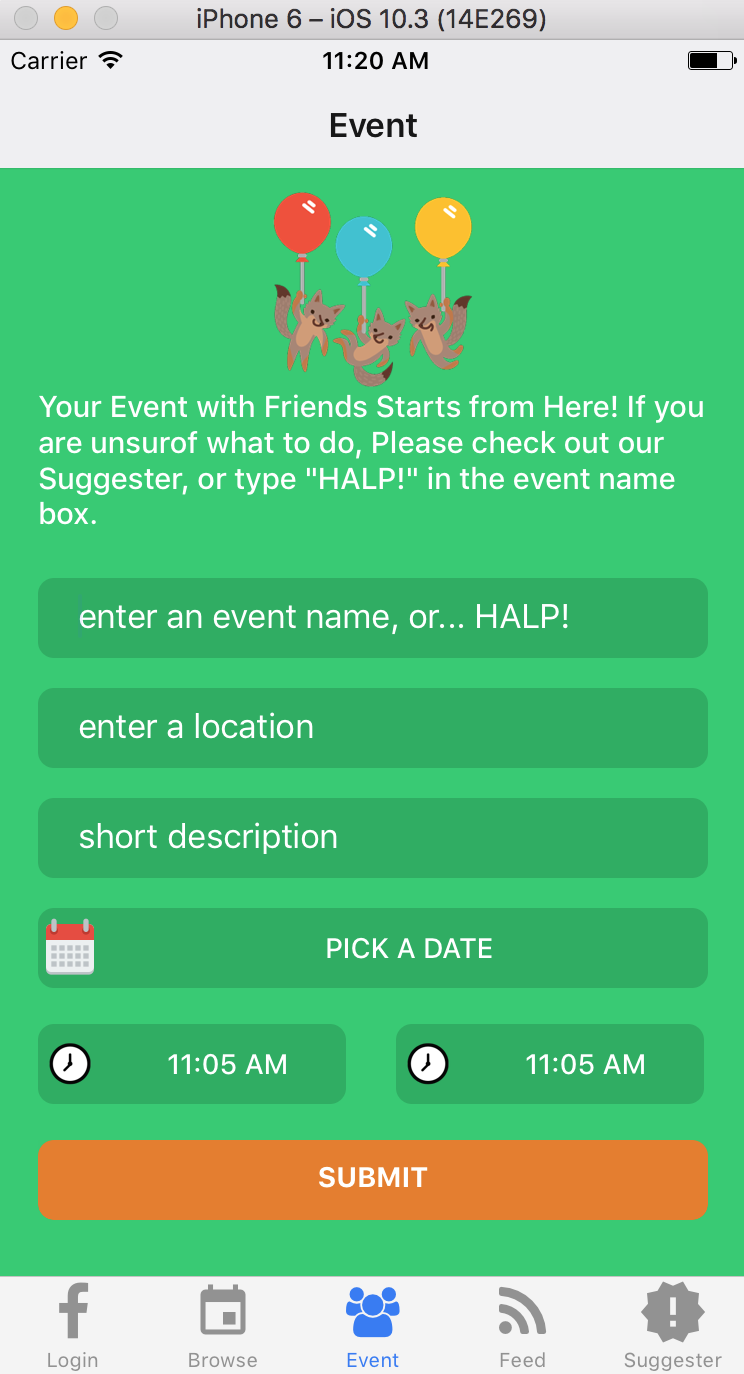 iPhone 6 – iOS 10.3 (14E269)
Carrier 11:20 AM
Event
Your Event with Friends Starts from Here! If you
are unsurof what to do, Please check out our
Suggester, or type "HALP!" in the event name
box.
enter an event name, or... HALP!
enter a location
short description
PICK A DATE
11:05 AM 11:05 AM
SUBMIT
Login Browse Event Feed Suggester